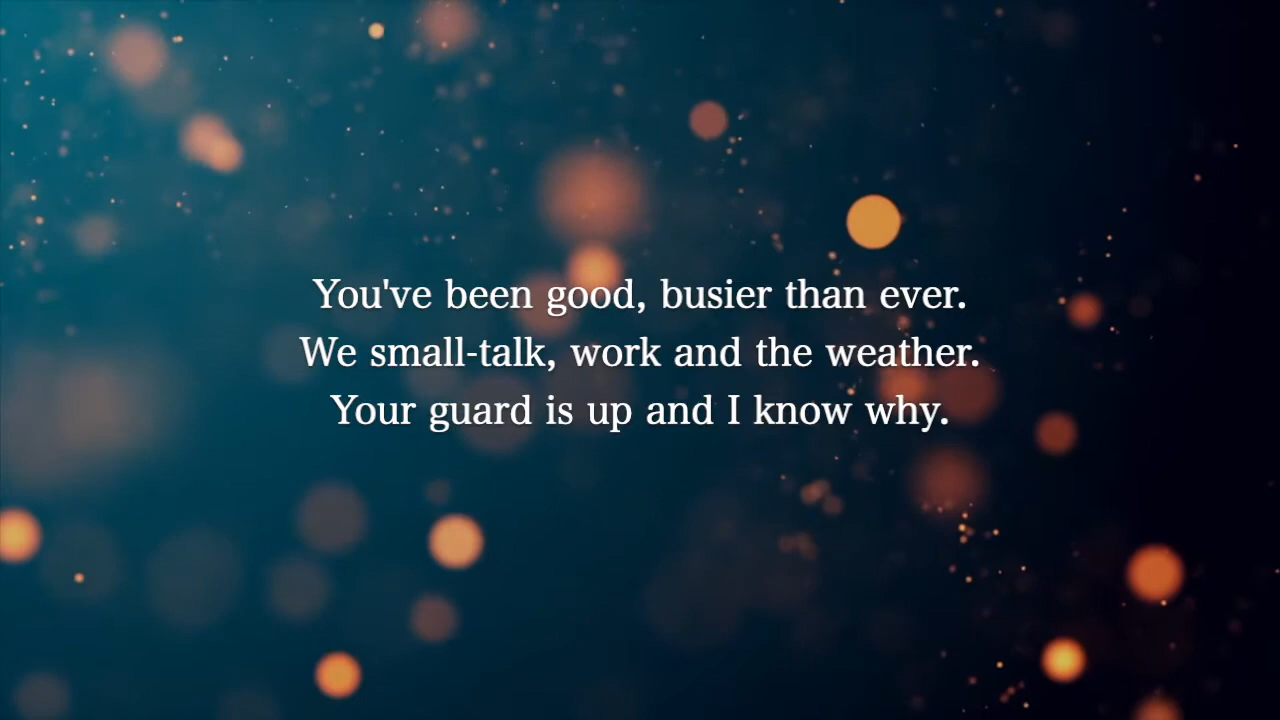 You've been good, busier than ever.
We small-talk, work and the weather.
Your guard is up and I know why.